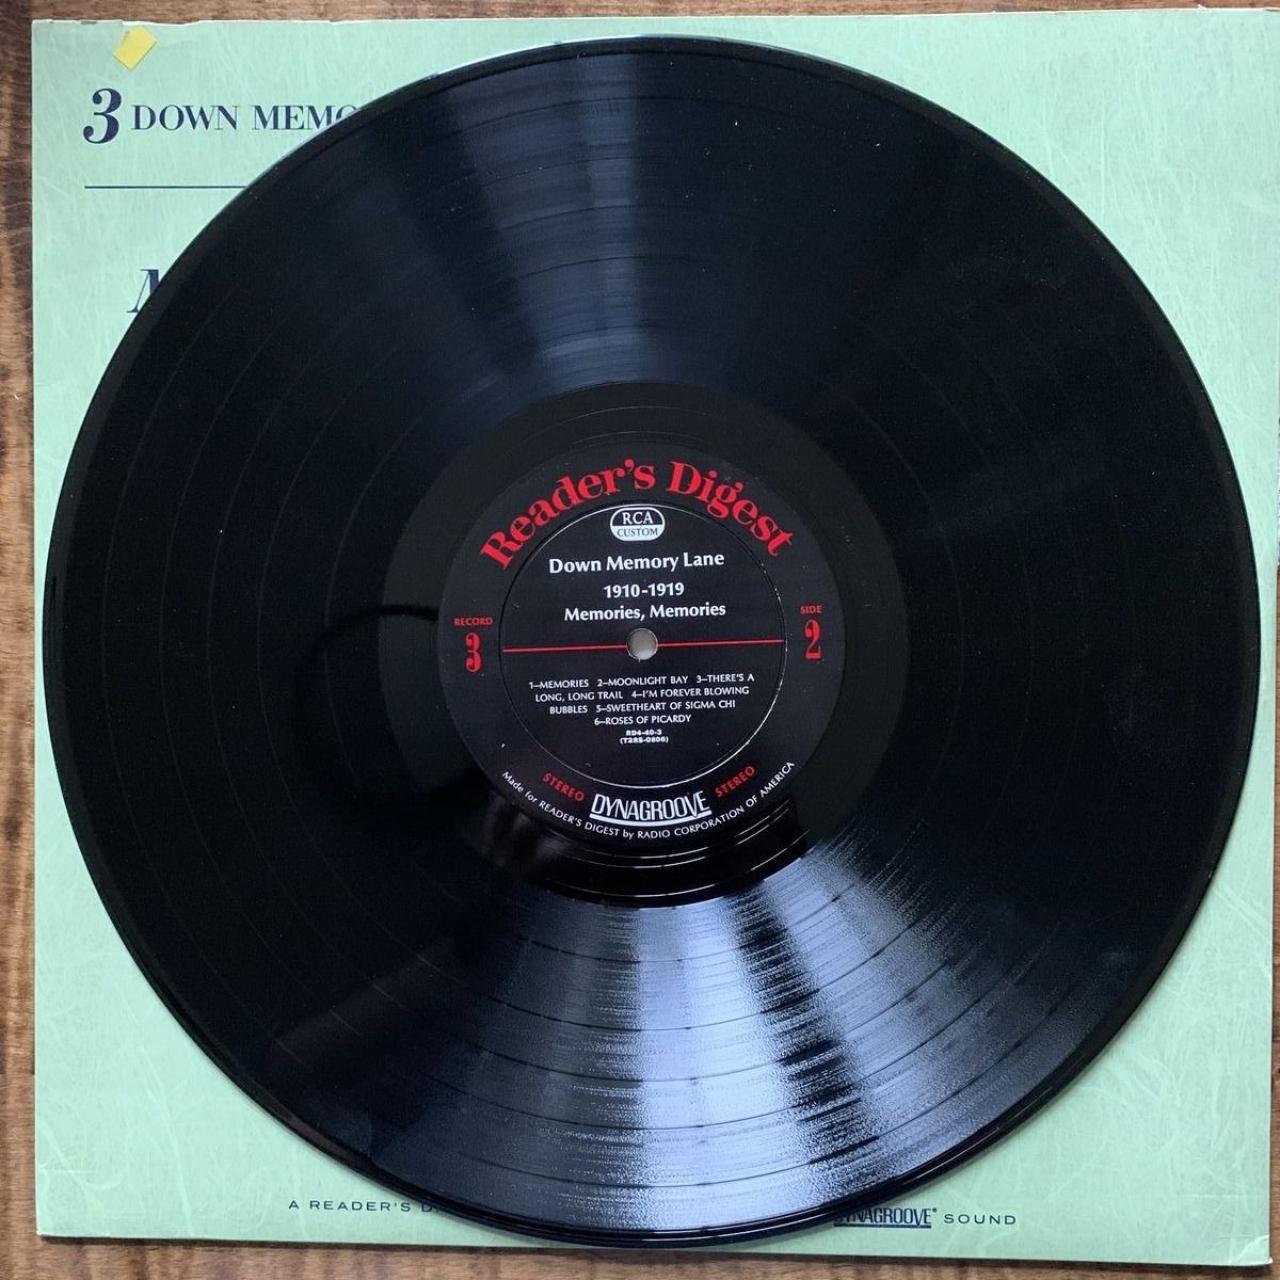 3 DOWN MEMO
Reader's Digest
RCA
CUSTOM
Down Memory Lane
1910-1919
Memories, Memories
RECORD
3
SIDE
2
1–MEMORIES 2–MOONLIGHT BAY 3–THERE'S A
LONG, LONG TRAIL 4–I'M FOREVER BLOWING
BUBBLES 5–SWEETHEART OF SIGMA CHI
6–ROSES OF PICARDY
RD4-40-3
(T2RS-0806)
STEREO DYNAGROOVE STEREO
Made for READER'S DIGEST by RADIO CORPORATION OF AMERICA
A READER'S D
DYNAGROOVE® SOUND